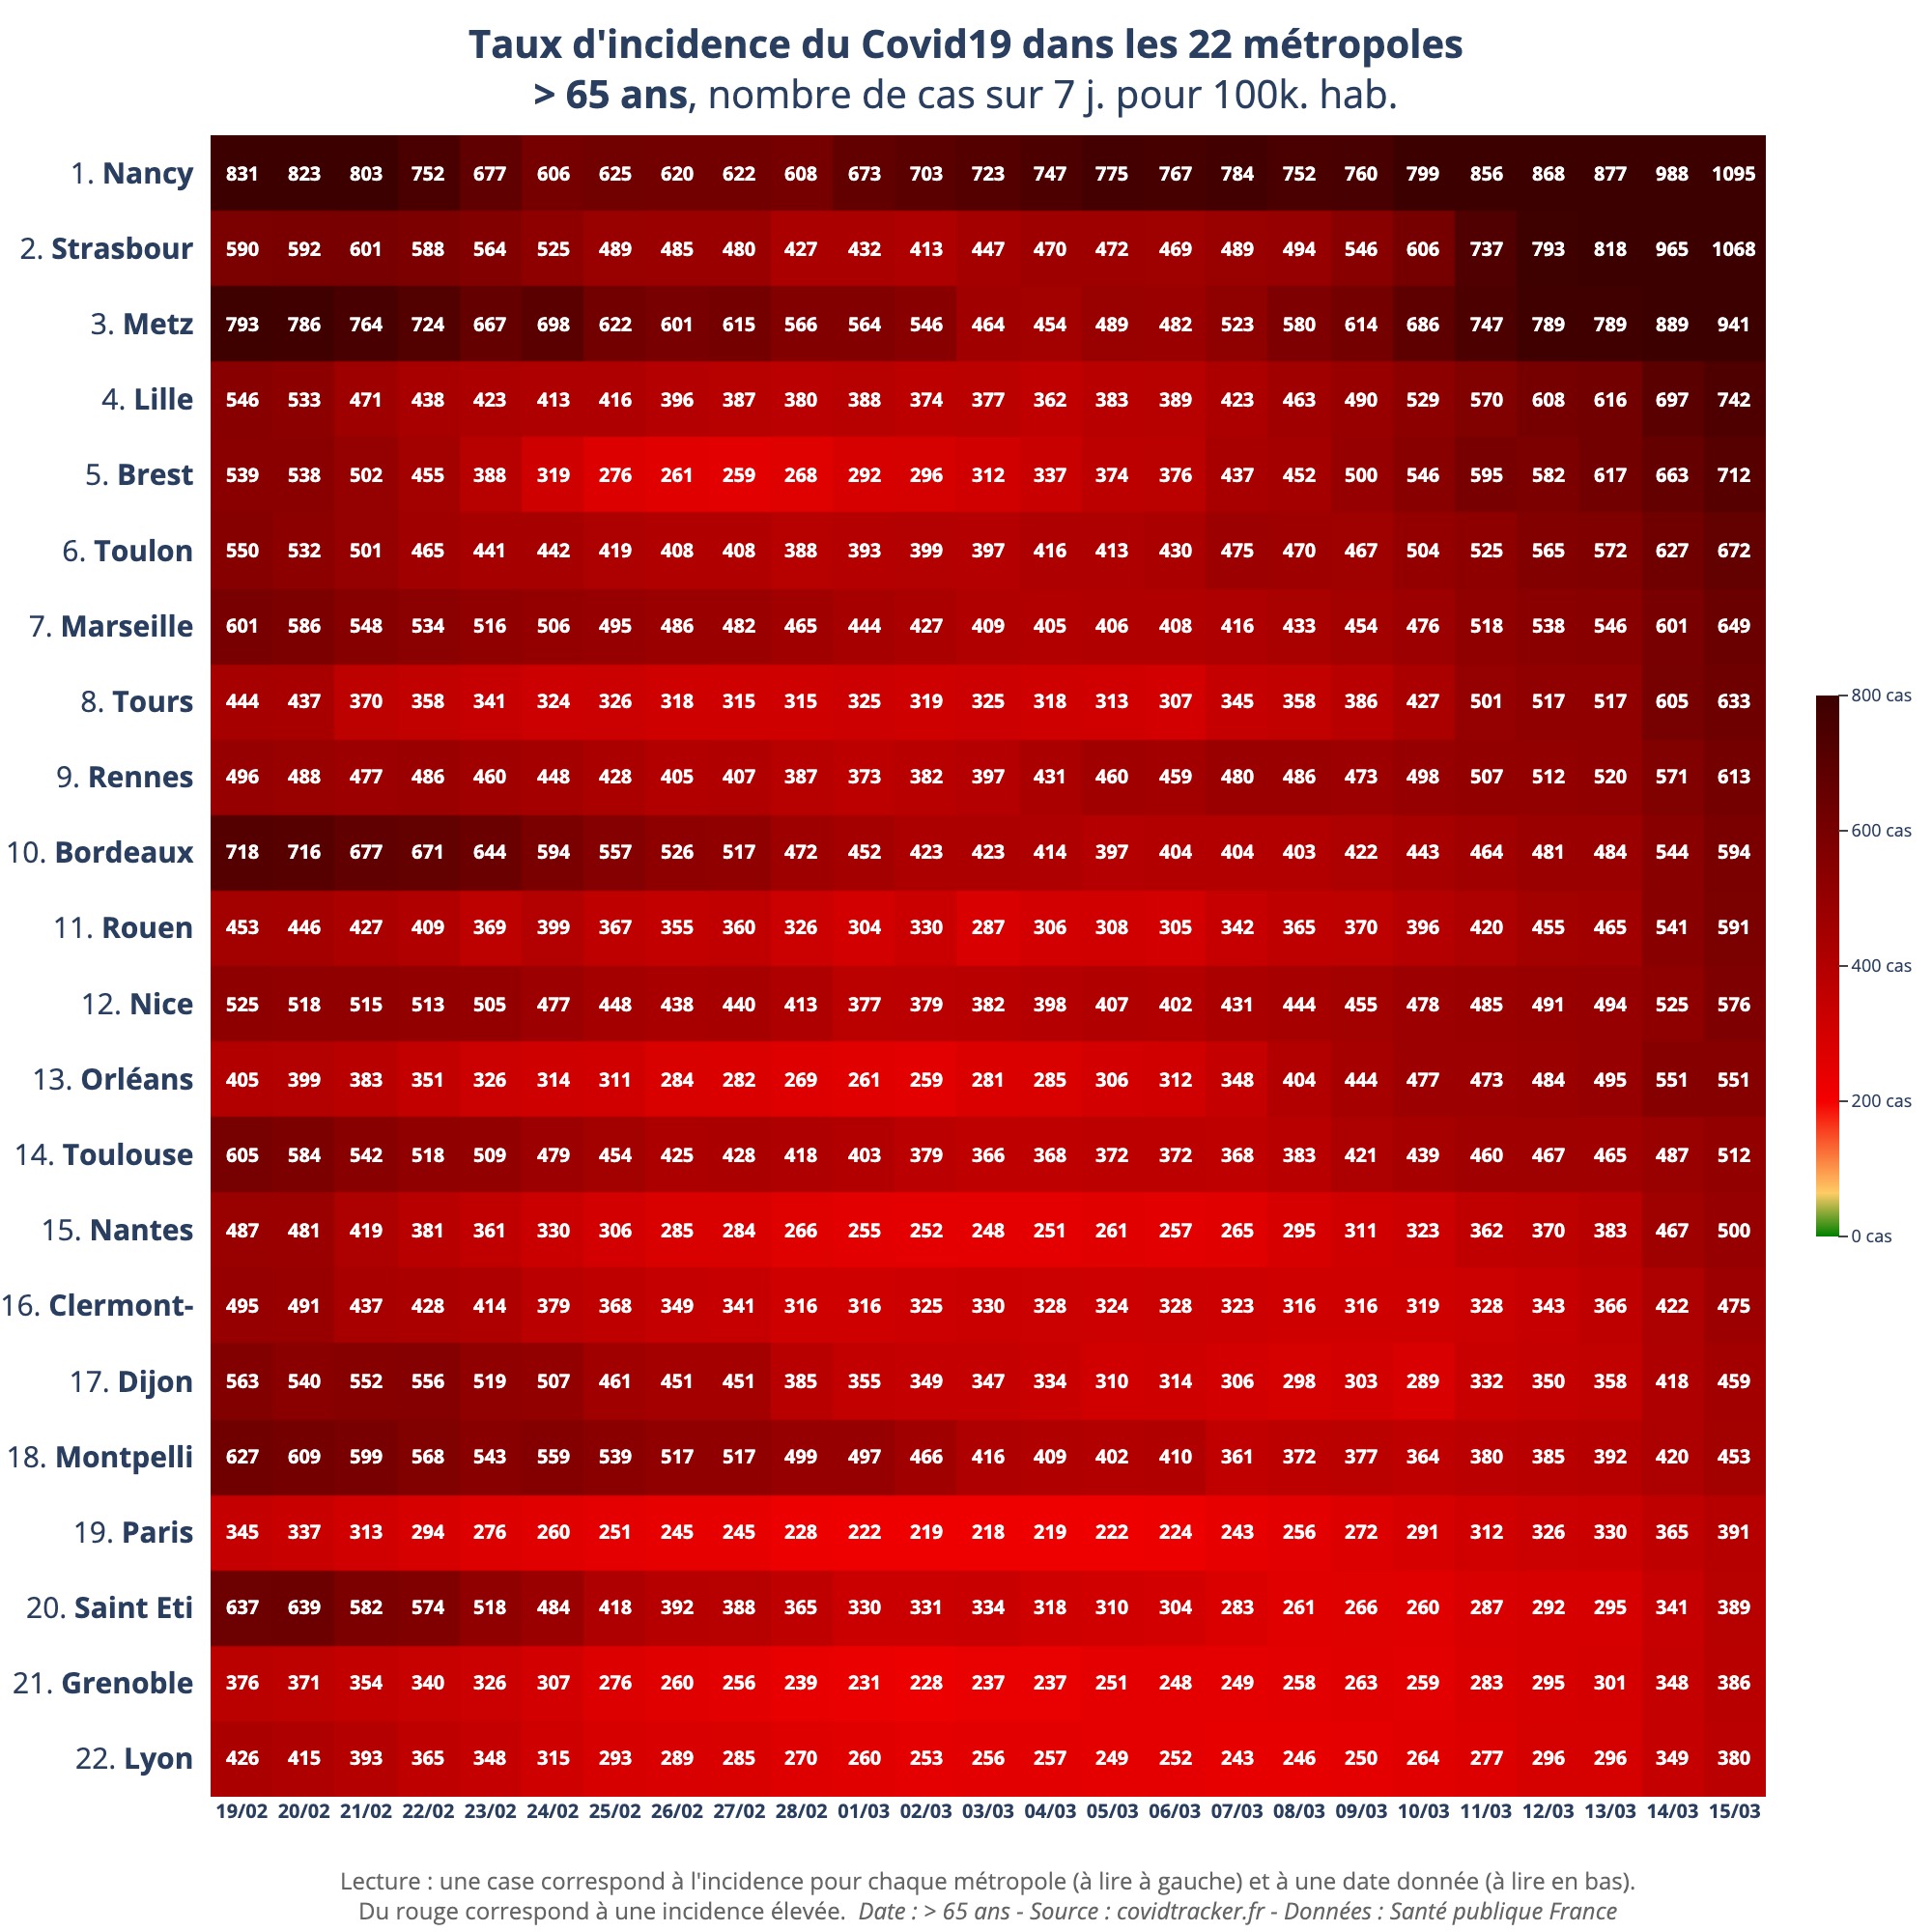 Taux d'incidence du Covid19 dans les 22 métropoles
> 65 ans, nombre de cas sur 7 j. pour 100k. hab.
1. Nancy 831 823 803 752 677 606 625 620 622 608 673 703 723 747 775 767 784 752 760 799 856 868 877 988 1095
2. Strasbour 590 592 601 588 564 525 489 485 480 427 432 413 447 470 472 469 489 494 546 606 737 793 818 965 1068
3. Metz 793 786 764 724 667 698 622 601 615 566 564 546 464 454 489 482 523 580 614 686 747 789 789 889 941
4. Lille 546 533 471 438 423 413 416 396 387 380 388 374 377 362 383 389 423 463 490 529 570 608 616 697 742
5. Brest 539 538 502 455 388 319 276 261 259 268 292 296 312 337 374 376 437 452 500 546 595 582 617 663 712
6. Toulon 550 532 501 465 441 442 419 408 408 388 393 399 397 416 413 430 475 470 467 504 525 565 572 627 672
7. Marseille 601 586 548 534 516 506 495 486 482 465 444 427 409 405 406 408 416 433 454 476 518 538 546 601 649
8. Tours 444 437 370 358 341 324 326 318 315 315 325 319 325 318 313 307 345 358 386 427 501 517 517 605 633
9. Rennes 496 488 477 486 460 448 428 405 407 387 373 382 397 431 460 459 480 486 473 498 507 512 520 571 613
10. Bordeaux 718 716 677 671 644 594 557 526 517 472 452 423 423 414 397 404 404 403 422 443 464 481 484 544 594
11. Rouen 453 446 427 409 369 399 367 355 360 326 304 330 287 306 308 305 342 365 370 396 420 455 465 541 591
12. Nice 525 518 515 513 505 477 448 438 440 413 377 379 382 398 407 402 431 444 455 478 485 491 494 525 576
13. Orléans 405 399 383 351 326 314 311 284 282 269 261 259 281 285 306 312 348 404 444 477 473 484 495 551 551
14. Toulouse 605 584 542 518 509 479 454 425 428 418 403 379 366 368 372 372 368 383 421 439 460 467 465 487 512
15. Nantes 487 481 419 381 361 330 306 285 284 266 255 252 248 251 261 257 265 295 311 323 362 370 383 467 500
16. Clermont- 495 491 437 428 414 379 368 349 341 316 316 325 330 328 324 328 323 316 316 319 328 343 366 422 475
17. Dijon 563 540 552 556 519 507 461 451 451 385 355 349 347 334 310 314 306 298 303 289 332 350 358 418 459
18. Montpelli 627 609 599 568 543 559 539 517 517 499 497 466 416 409 402 410 361 372 377 364 380 385 392 420 453
19. Paris 345 337 313 294 276 260 251 245 245 228 222 219 218 219 222 224 243 256 272 291 312 326 330 365 391
20. Saint Eti 637 639 582 574 518 484 418 392 388 365 330 331 334 318 310 304 283 261 266 260 287 292 295 341 389
21. Grenoble 376 371 354 340 326 307 276 260 256 239 231 228 237 237 251 248 249 258 263 259 283 295 301 348 386
22. Lyon 426 415 393 365 348 315 293 289 285 270 260 253 256 257 249 252 243 246 250 264 277 296 296 349 380
19/02 20/02 21/02 22/02 23/02 24/02 25/02 26/02 27/02 28/02 01/03 02/03 03/03 04/03 05/03 06/03 07/03 08/03 09/03 10/03 11/03 12/03 13/03 14/03 15/03
800 cas
600 cas
400 cas
200 cas
0 cas
Lecture : une case correspond à l'incidence pour chaque métropole (à lire à gauche) et à une date donnée (à lire en bas).
Du rouge correspond à une incidence élevée. Date : > 65 ans - Source : covidtracker.fr - Données : Santé publique France